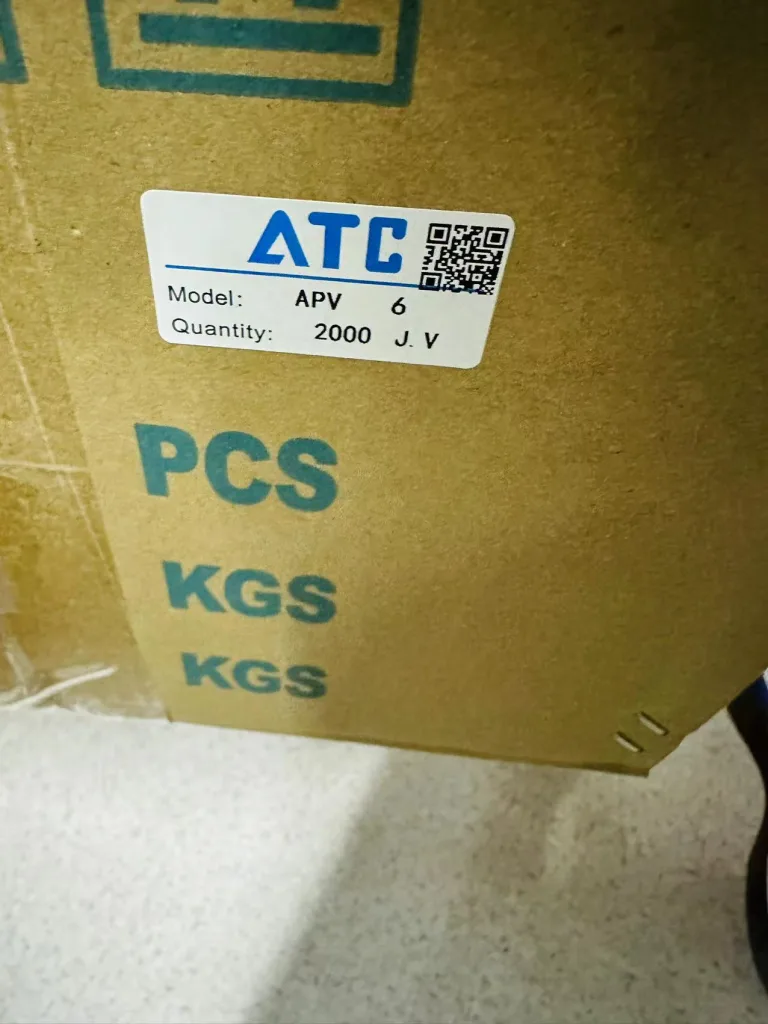 ATC
Model: APV 6
Quantity: 2000 J.V
PCS
KGS
KGS